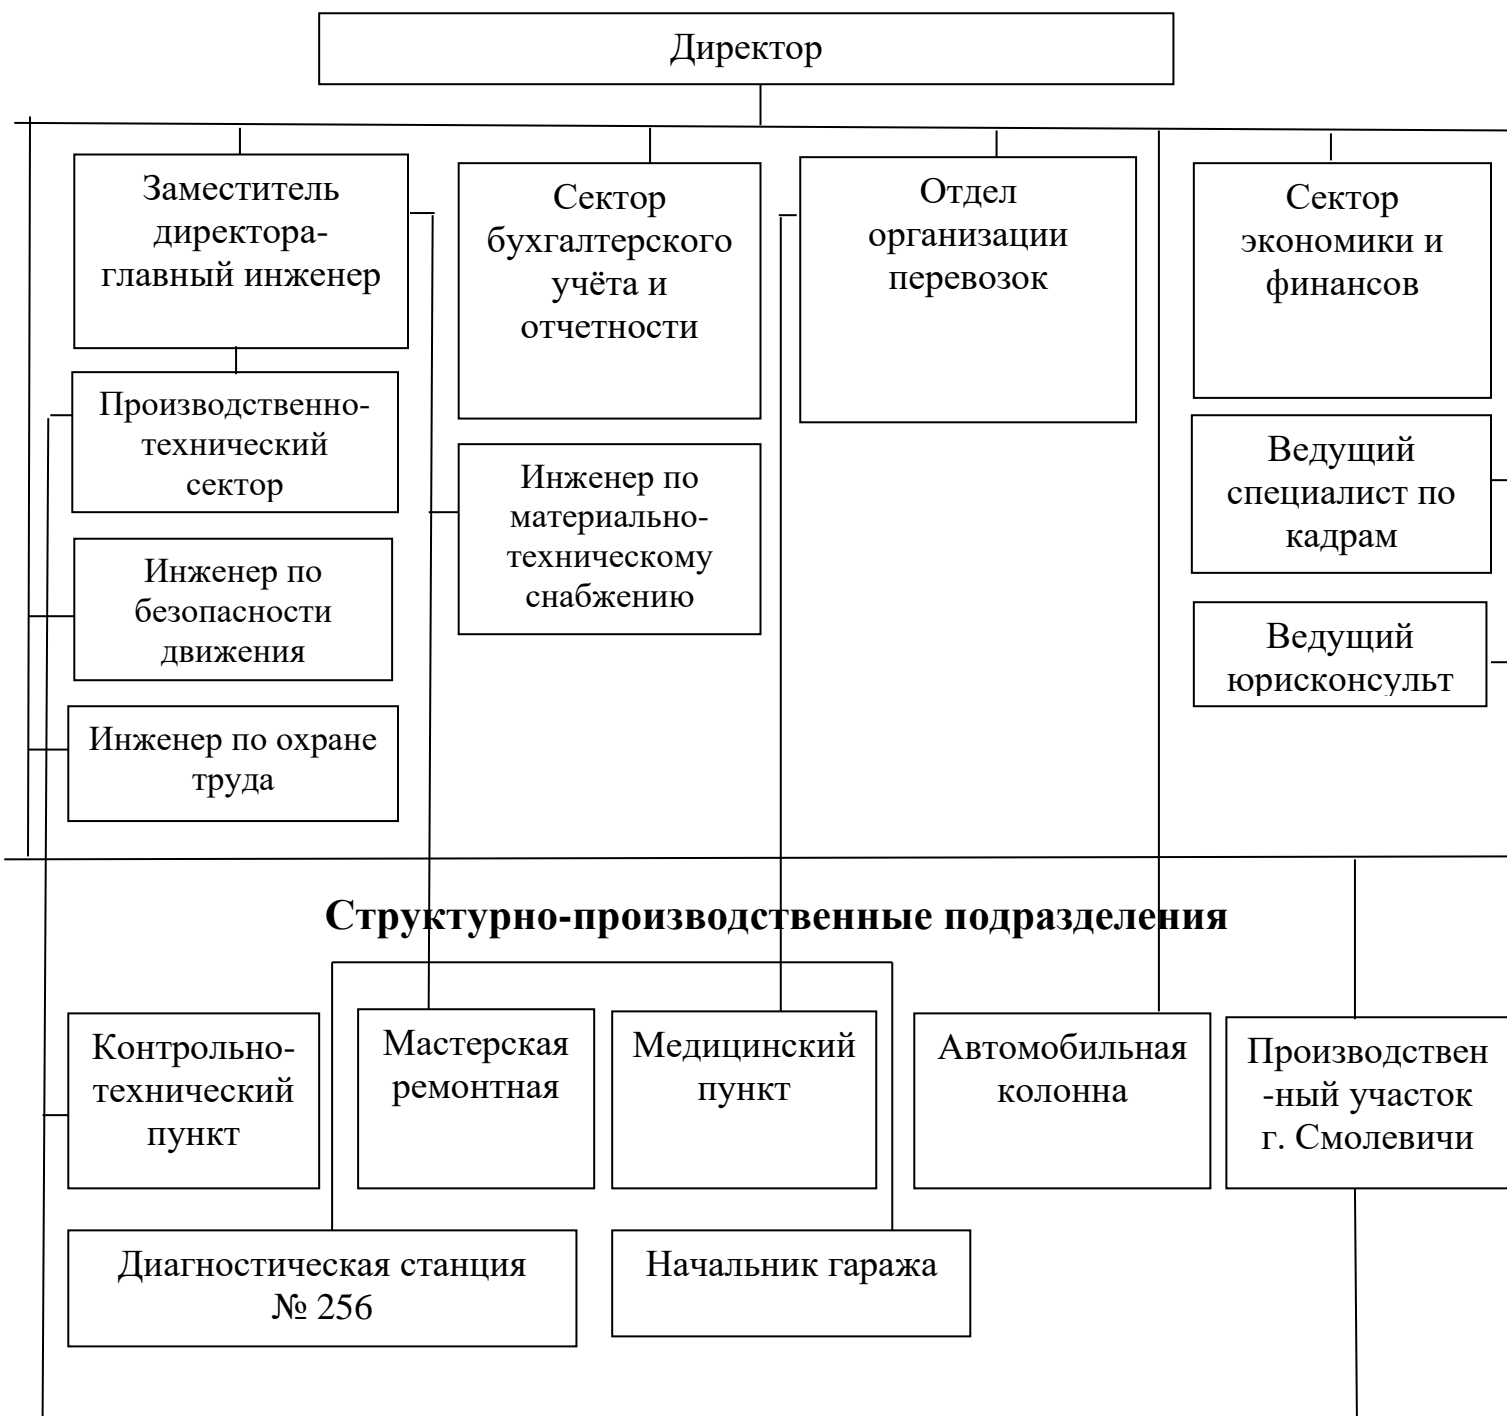 Директор
Заместитель
директора-
главный инженер
Сектор
бухгалтерского
учёта и
отчетности
Отдел
организации
перевозок
Сектор
экономики и
финансов
Производственно-
технический
сектор
Инженер по
материально-
техническому
снабжению
Ведущий
специалист по
кадрам
Инженер по
безопасности
движения
Ведущий
юрисконсульт
Инженер по охране
труда
Структурно-производственные подразделения
Контрольно-
технический
пункт
Мастерская
ремонтная
Медицинский
пункт
Автомобильная
колонна
Производствен
-ный участок
г. Смолевичи
Диагностическая станция
№ 256
Начальник гаража